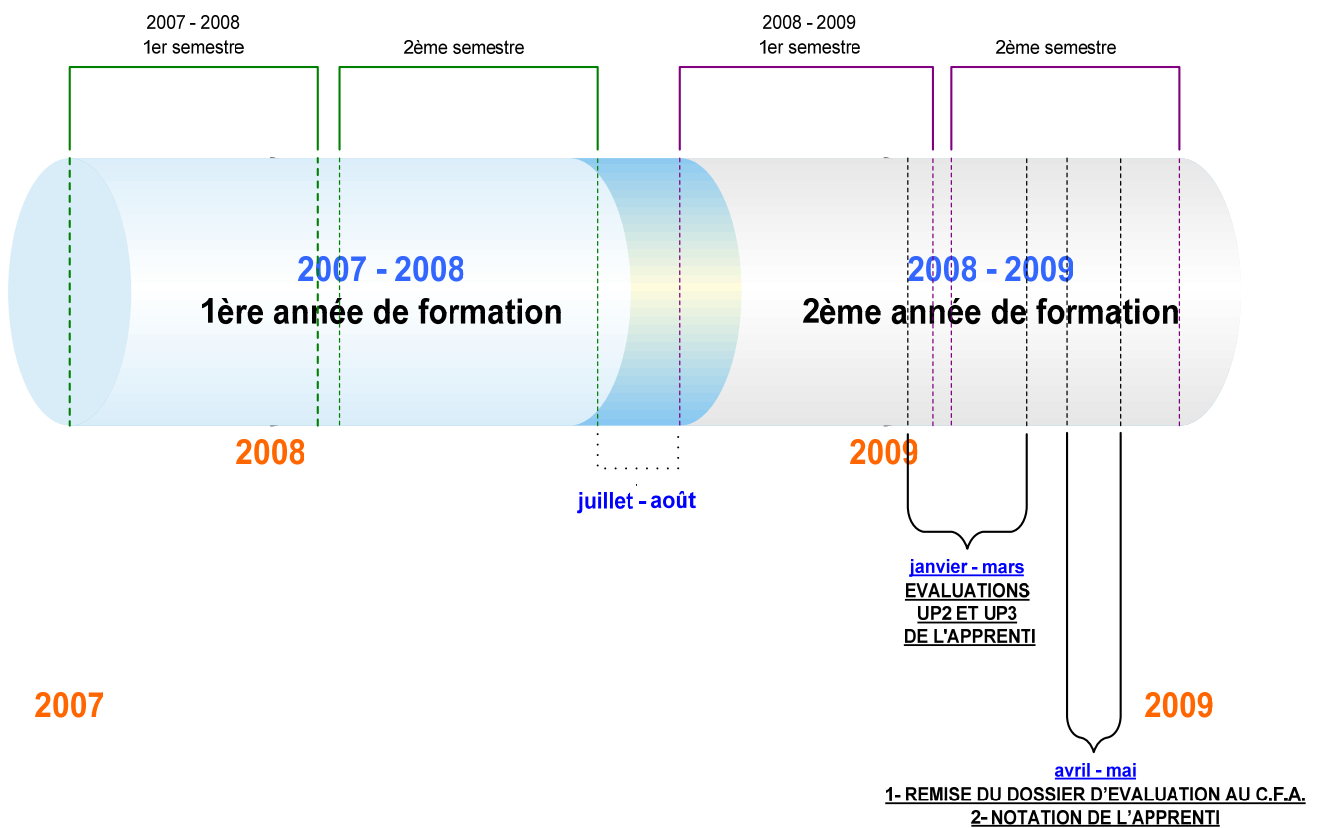 2007 - 2008
1er semestre
2ème semestre
2008 - 2009
1er semestre
2ème semestre
2007 - 2008
1ère année de formation
2008 - 2009
2ème année de formation
2008
2009
juillet - août
janvier - mars
EVALUATIONS
UP2 ET UP3
DE L'APPRENTI
2007
2009
avril - mai
1- REMISE DU DOSSIER D’EVALUATION AU C.F.A.
2- NOTATION DE L’APPRENTI